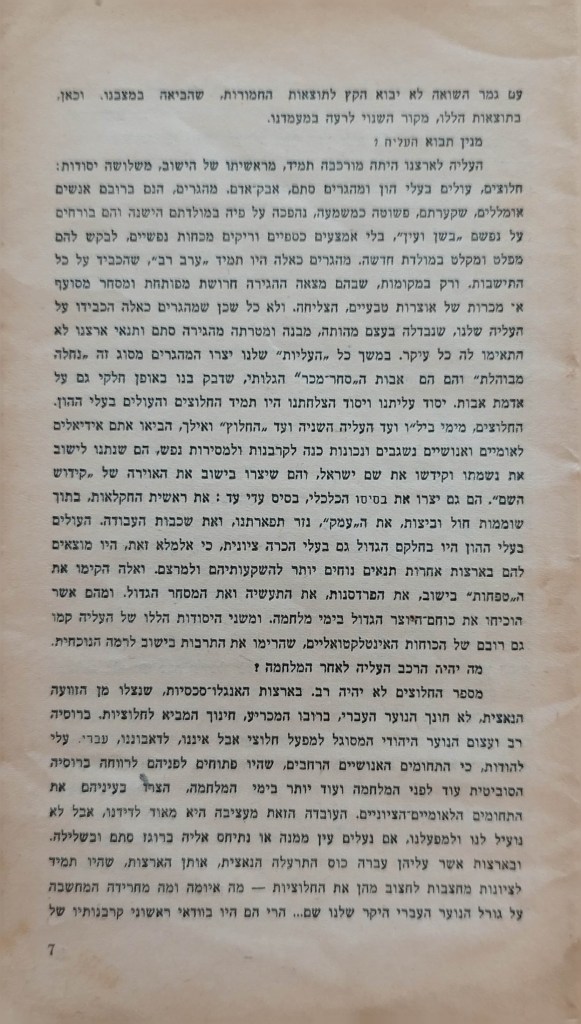 עם גמר השואה לא יבוא הקץ לתוצאות החמורות, שהביאה במצבנו. וכאן,
בתוצאות הללו, מקור השנוי לרעה במעמדנו.
מנין תבוא העליה ?
העליה לארצנו היתה מורכבה תמיד, מראשיתו של הישוב, משלושה יסודות:
חלוצים, עולים בעלי הון ומהגרים סתם, אבק־אדם. מהגרים, הנם ברובם אנשים
אומללים, שקערתם, פשוטה כמשמעה, נהפכה על פיה במולדתם הישנה והם בורחים
על נפשם „בשן ועין”, בלי אמצעים כספיים וריקים מכחות נפשיים, לבקש להם
מפלט ומקלט במולדת חדשה. מהגרים כאלה היו תמיד „ערב רב”, שהכביד על כל
התישבות. ורק במקומות, שבהם מצאה ההגירה חרושת מפותחת ומסחר מסועף
או מכרות של אוצרות טבעיים, הצליחה. ולא כל שכן שמהגרים כאלה הכבידו על
העליה שלנו, שנבדלה בעצם מהותה, מבנה ומטרתה מהגירה סתם ותנאי ארצנו לא
התאימו לה כל עיקר. במשך כל „העליות” שלנו יצרו המהגרים מסוג זה „נחלה
מבוהלת” והם הם אבות ה„סחר־מכר” הגלותי, שדבק בנו באופן חלקי גם על
אדמת אבות. יסוד עליתנו ויסוד הצלחתנו היו תמיד החלוצים והעולים בעלי ההון.
החלוצים, מימי ביל״ו ועד העליה השניה ועד „החלוץ” ואילך, הביאו אתם אידיאלים
לאומיים ואנושיים נשגבים ונכונות כנה לקרבנות ולמסירות נפש, הם שנתנו לישוב
את נשמתו וקידשו את שם ישראל, והם שיצרו בישוב את האוירה של „קידוש
השם”. הם גם יצרו את בסיסו הכלכלי, בסיס עדי עד : את ראשית החקלאות, בתוך
שוממות חול וביצות, את ה„עמק”, נזר תפארתנו, ואת שכבות העבודה. העולים
בעלי ההון היו בחלקם הגדול גם בעלי הכרה ציונית, כי אלמלא זאת, היו מוצאים
להם בארצות אחרות תנאים נוחים יותר להשקעותיהם ולמרצם. ואלה הקימו את
ה„ספחות” בישוב, את הפרדסנות, את התעשיה ואת המסחר הגדול. ומהם אשר
הוכיחו את כוחם־היוצר הגדול בימי מלחמה. ומשני היסודות הללו של העליה קמו
גם רובם של הכוחות האינטלקטואליים, שהרימו את התרבות בישוב לרמה הנוכחית.
מה יהיה הרכב העליה לאחר המלחמה ?
מספר החלוצים לא יהיה רב. בארצות האנגלו־סכסיות, שנצלו מן הזוועה
הנאצית, לא חונך הנוער העברי, ברובו המכריע, חינוך המביא לחלוציות. ברוסיה
רב ועצום הנוער היהודי המסוגל למפעל חלוצי אבל איננו, לדאבוננו, עברי. עלי
להודות, כי התחומים האנושיים הרחבים, שהיו פתוחים לפניהם לרווחה ברוסיה
הסוביטית עוד לפני המלחמה ועוד יותר בימי המלחמה, הצרו בעיניהם את
התחומים הלאומיים־הציוניים. העובדה הזאת מעציבה היא מאוד לדידנו, אבל לא
נועיל לנו ולמפעלנו, אם נעלים עין ממנה או נתיחס אליה ברוגז סתם ובשלילה.
ובארצות אשר עליהן עברה כוס התרעלה הנאצית, אותן הארצות, שהיו תמיד
לציונות מחצבות לחצוב מהן את החלוציות — מה איומה ומה מחרידה המחשבה
על גורל הנוער העברי היקר שלנו שם... הרי הם היו בוודאי ראשוני קרבנותיו של
7